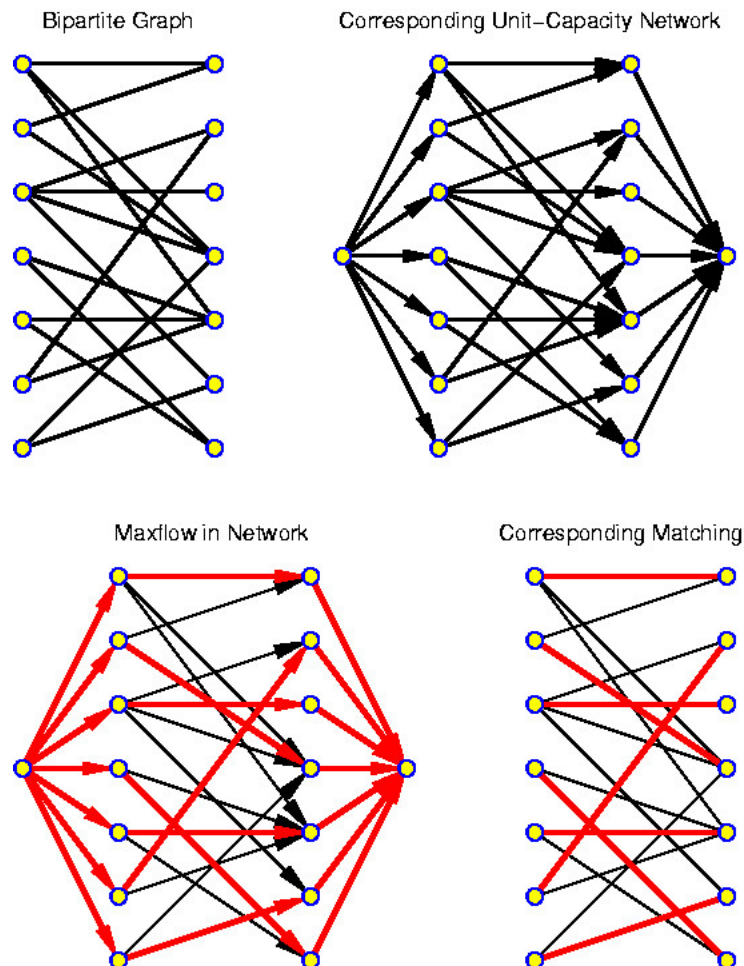 Bipartite Graph
Corresponding Unit-Capacity Network
Maxflow in Network
Corresponding Matching